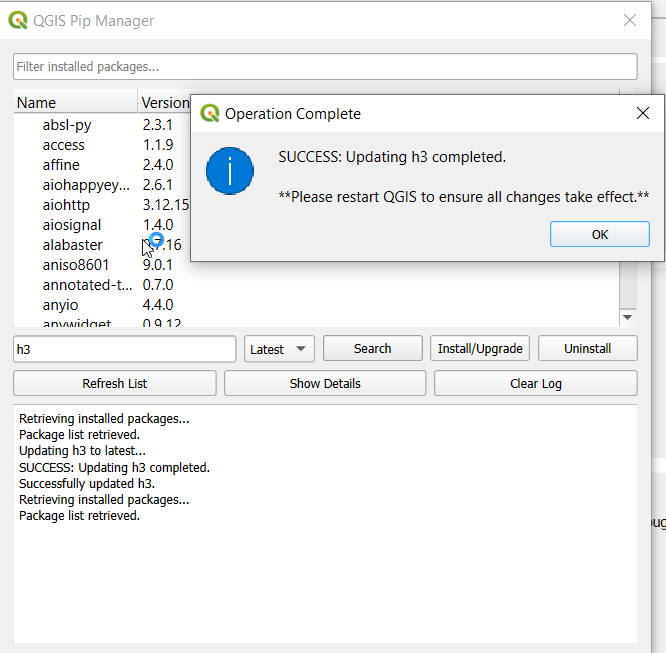 QGIS Pip Manager
Filter installed packages...
Name Version
absl-py 2.3.1
access 1.1.9
affine 2.4.0
aiohappyey... 2.6.1
aiohttp 3.12.15
aiosignal 1.4.0
alabaster 0.7.16
aniso8601 9.0.1
annotated-t... 0.7.0
anyio 4.4.0
anywidget 0.9.12
Operation Complete
SUCCESS: Updating h3 completed.
**Please restart QGIS to ensure all changes take effect.**
OK
h3 Latest Search Install/Upgrade Uninstall
Refresh List Show Details Clear Log
Retrieving installed packages...
Package list retrieved.
Updating h3 to latest...
SUCCESS: Updating h3 completed.
Successfully updated h3.
Retrieving installed packages...
Package list retrieved.